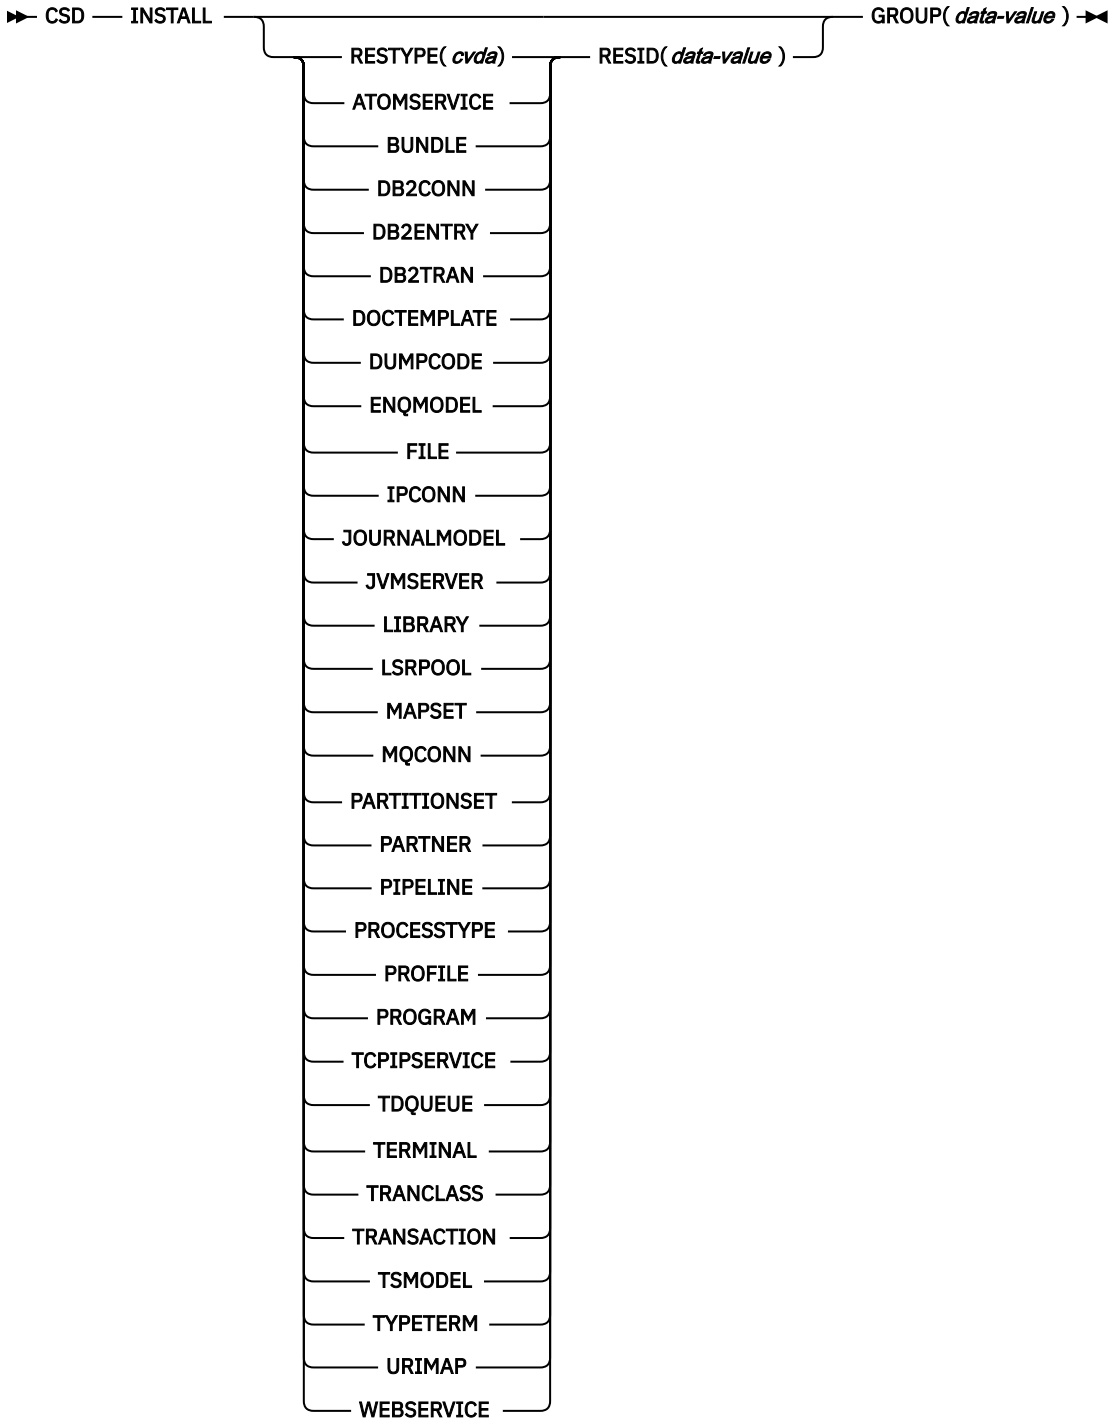 CSD INSTALL GROUP( data-value )
RESTYPE( cvda) RESID( data-value )
ATOMSERVICE
BUNDLE
DB2CONN
DB2ENTRY
DB2TRAN
DOCTEMPLATE
DUMPCODE
ENQMODEL
FILE
IPCONN
JOURNALMODEL
JVMSERVER
LIBRARY
LSRPOOL
MAPSET
MQCONN
PARTITIONSET
PARTNER
PIPELINE
PROCESSTYPE
PROFILE
PROGRAM
TCPIPSERVICE
TDQUEUE
TERMINAL
TRANCLASS
TRANSACTION
TSMODEL
TYPETERM
URIMAP
WEBSERVICE